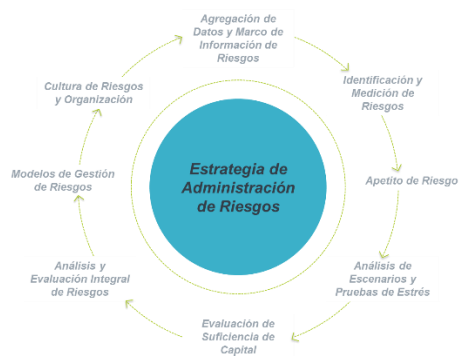 Agregación de
Datos y Marco de
Información de
Riesgos
Identificación y
Medición de
Riesgos
Apetito de Riesgo
Análisis de
Escenarios y
Pruebas de Estrés
Evaluación de
Suficiencia de
Capital
Análisis y
Evaluación Integral
de Riesgos
Modelos de Gestión
de Riesgos
Cultura de Riesgos
y Organización
Estrategia de
Administración
de Riesgos